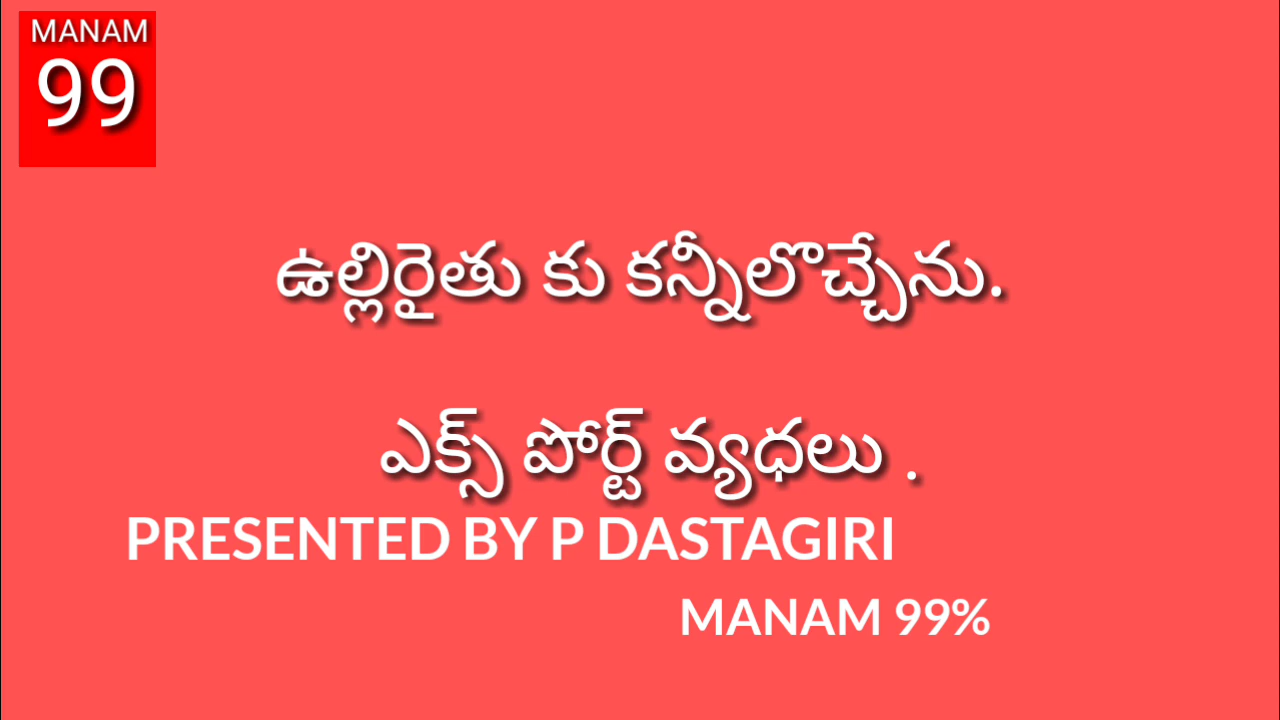 MANAM
99
ఉల్లిరైతు కు కన్నీలొచ్చేను.
ఎక్స్ పోర్ట్ వ్యధలు .
PRESENTED BY P DASTAGIRI
MANAM 99%